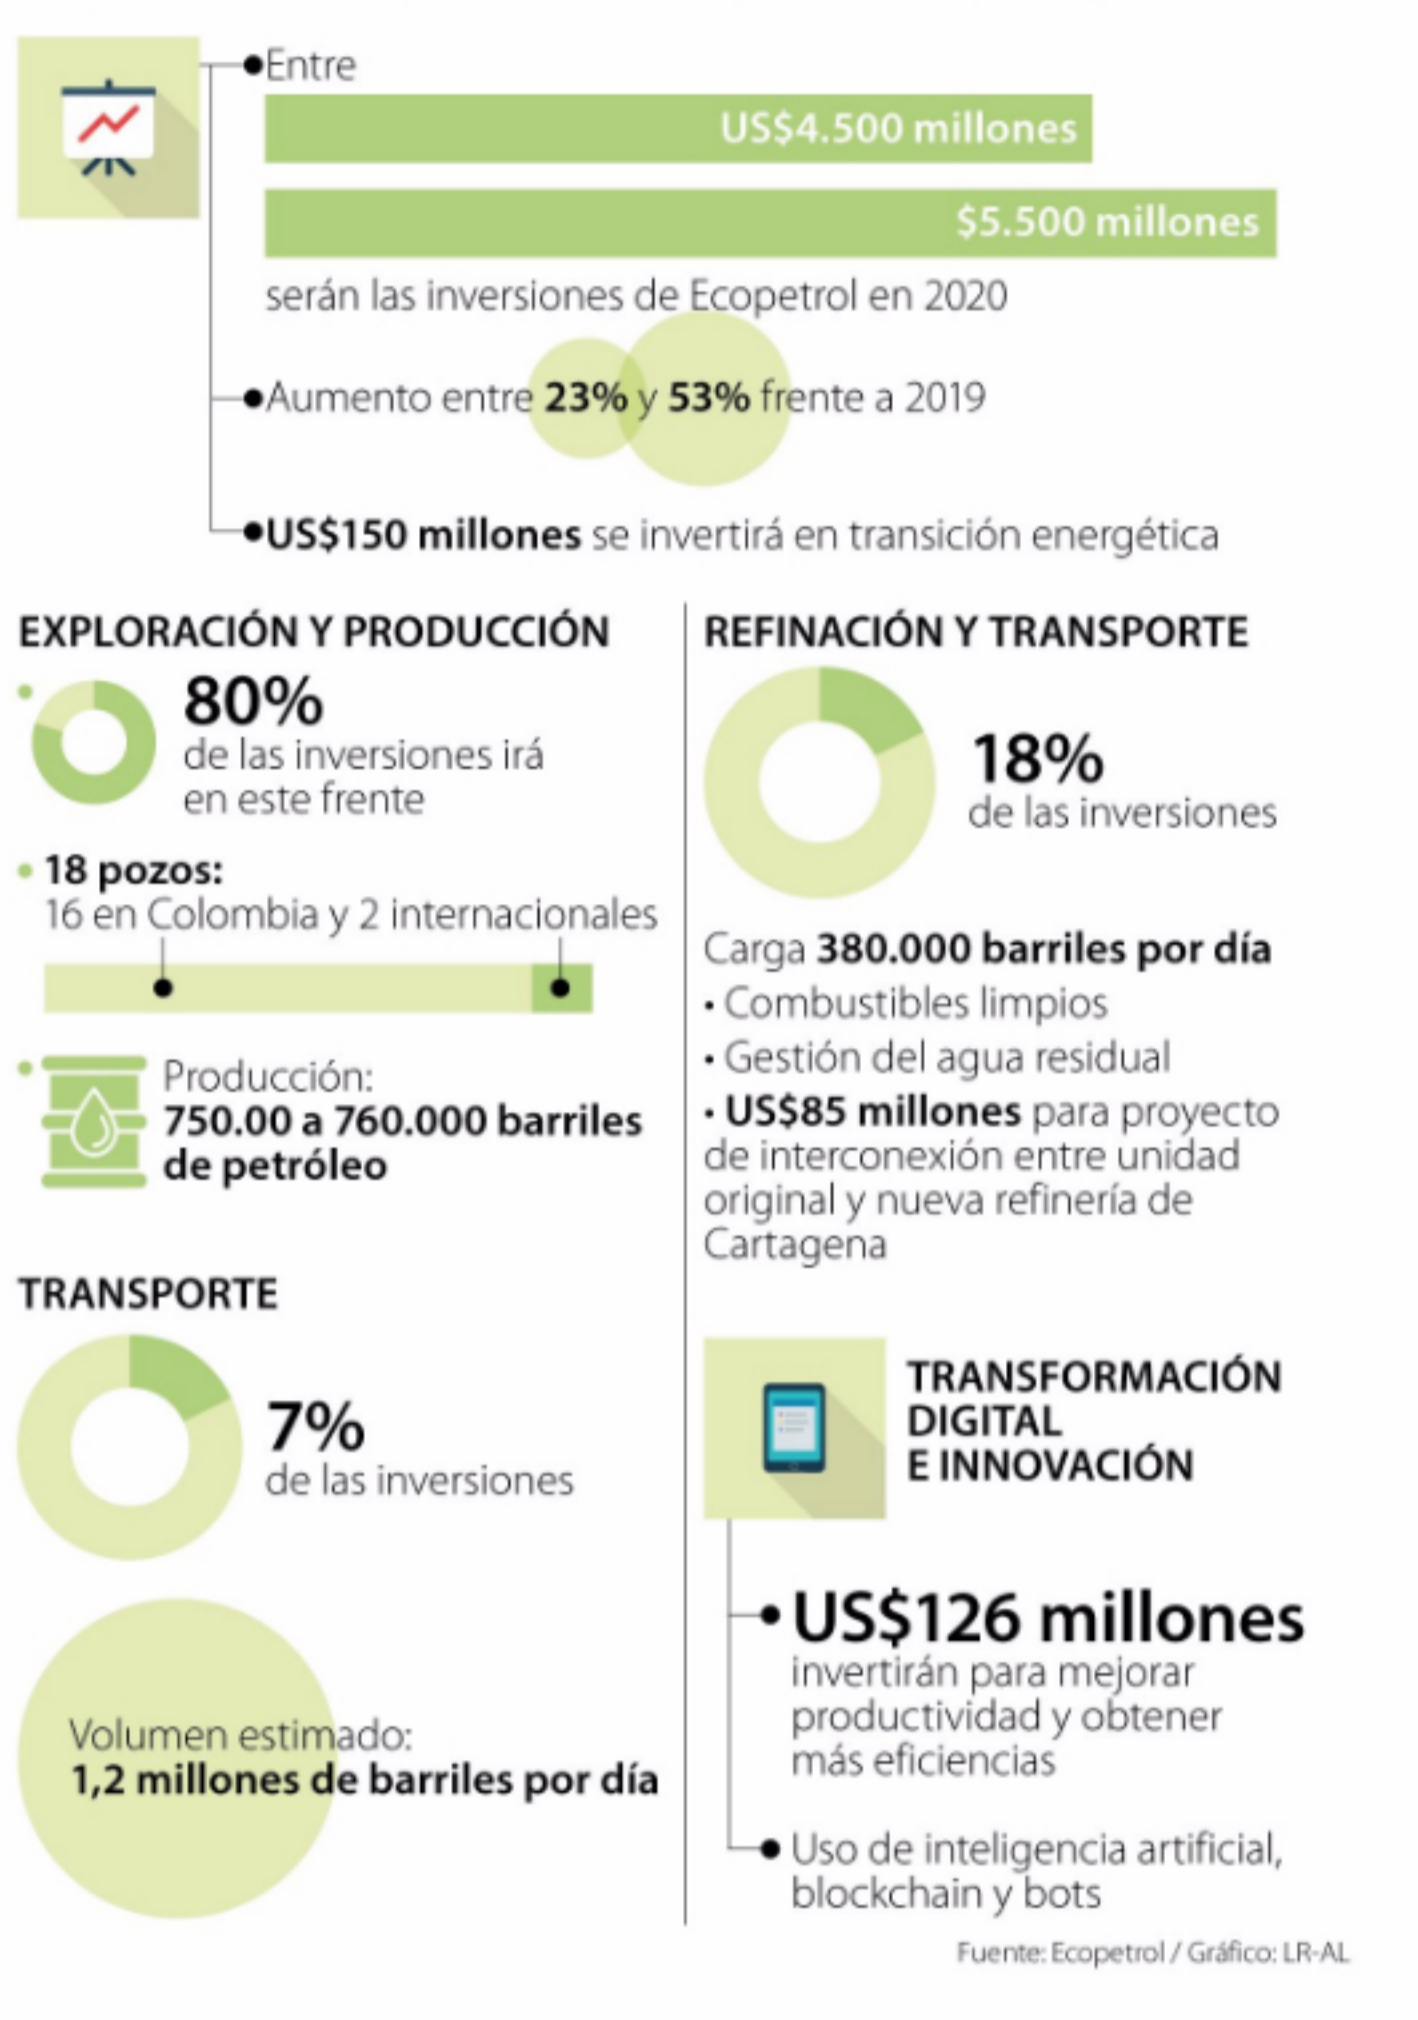 Entre
US$4.500 millones
$5.500 millones
serán las inversiones de Ecopetrol en 2020
Aumento entre 23% y 53% frente a 2019
US$150 millones se invertirá en transición energética
EXPLORACIÓN Y PRODUCCIÓN
80%
de las inversiones irá
en este frente
• 18 pozos:
16 en Colombia y 2 internacionales
Producción:
750.00 a 760.000 barriles
de petróleo
TRANSPORTE
7%
de las inversiones
Volumen estimado:
1,2 millones de barriles por día
REFINACIÓN Y TRANSPORTE
18%
de las inversiones
Carga 380.000 barriles por día
• Combustibles limpios
• Gestión del agua residual
• US$85 millones para proyecto
de interconexión entre unidad
original y nueva refinería de
Cartagena
TRANSFORMACIÓN
DIGITAL
E INNOVACIÓN
US$126 millones
invertirán para mejorar
productividad y obtener
más eficiencias
Uso de inteligencia artificial,
blockchain y bots
Fuente: Ecopetrol / Gráfico: LR-AL